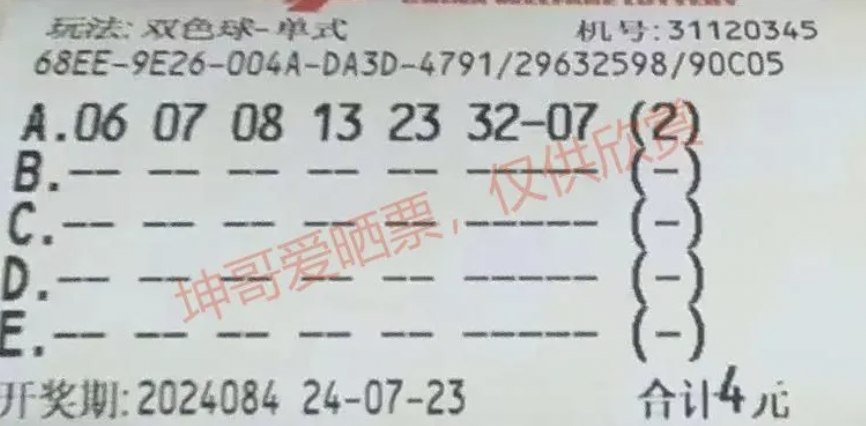 玩法:双色球-单式 机号:31120345
68EE-9E26-004A-DA3D-4791/29632598/90C05
A.06 07 08 13 23 32-07 (2)
B.-- -- -- -- -- ----- (-)
C.-- -- -- -- -- ----- (-)
D.-- -- -- -- -- ----- (-)
E.-- -- -- -- -- ----- (-)
坤哥爱晒票，仅供欣赏
开奖期:2024084 24-07-23 合计4元